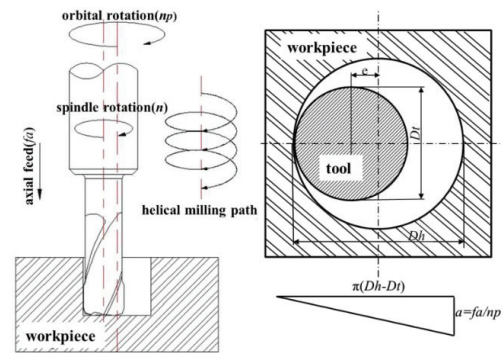 orbital rotation(np)
spindle rotation(n)
axial feed(fa)
helical milling path
workpiece
workpiece
e
Dt
tool
Dh
π(Dh-Dt)
a=fa/np